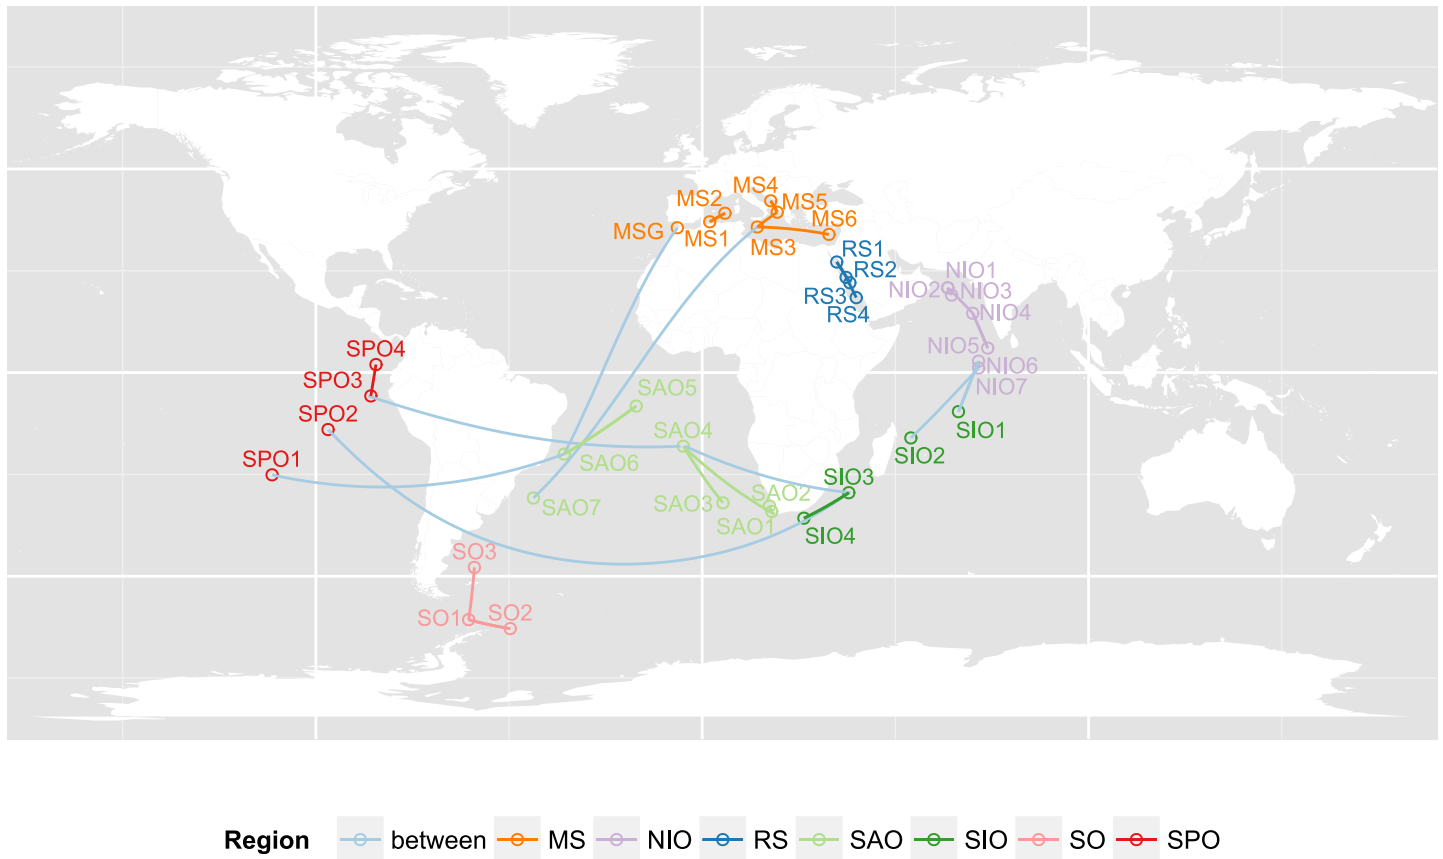 MS4
MS2
MS5
MS6
MSG
MS1
MS3
RS1
RS2
NIO1
NIO2
NIO3
RS3
RS4
NIO4
NIO5
SPO4
NIO6
SPO3
NIO7
SAO5
SPO2
SAO4
SIO1
SIO2
SPO1
SAO6
SIO3
SAO2
SAO3
SAO7
SAO1
SIO4
SO3
SO1
SO2
Region between MS NIO RS SAO SIO SO SPO